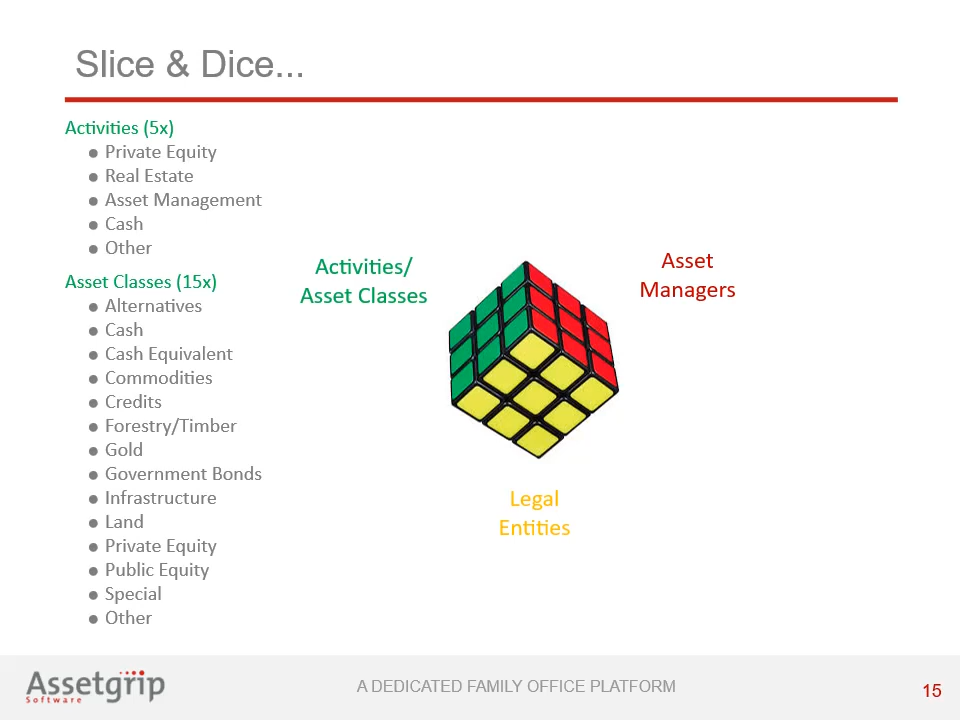 Slice & Dice...
Activities (5x)
● Private Equity
● Real Estate
● Asset Management
● Cash
● Other
Asset Classes (15x)
● Alternatives
● Cash
● Cash Equivalent
● Commodities
● Credits
● Forestry/Timber
● Gold
● Government Bonds
● Infrastructure
● Land
● Private Equity
● Public Equity
● Special
● Other
Activities/
Asset Classes
Asset
Managers
Legal
Entities
Assetgrip
Software
A DEDICATED FAMILY OFFICE PLATFORM
15